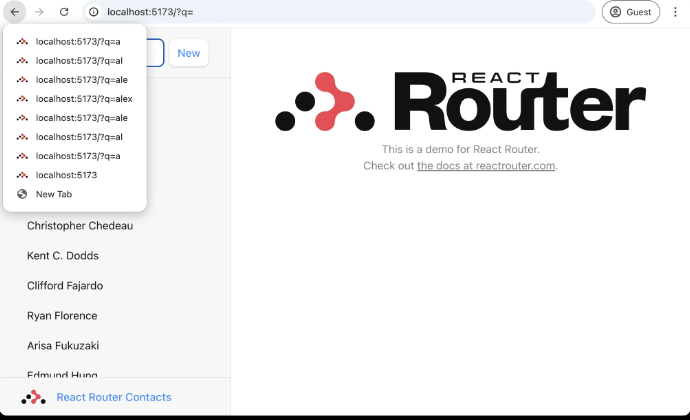 localhost:5173/?q=
Guest
localhost:5173/?q=a
localhost:5173/?q=al
localhost:5173/?q=ale
localhost:5173/?q=alex
localhost:5173/?q=ale
localhost:5173/?q=al
localhost:5173/?q=a
localhost:5173
New Tab
New
Christopher Chedeau
Kent C. Dodds
Clifford Fajardo
Ryan Florence
Arisa Fukuzaki
Edmund Hung
React Router Contacts
REACT
Router
This is a demo for React Router.
Check out the docs at reactrouter.com.